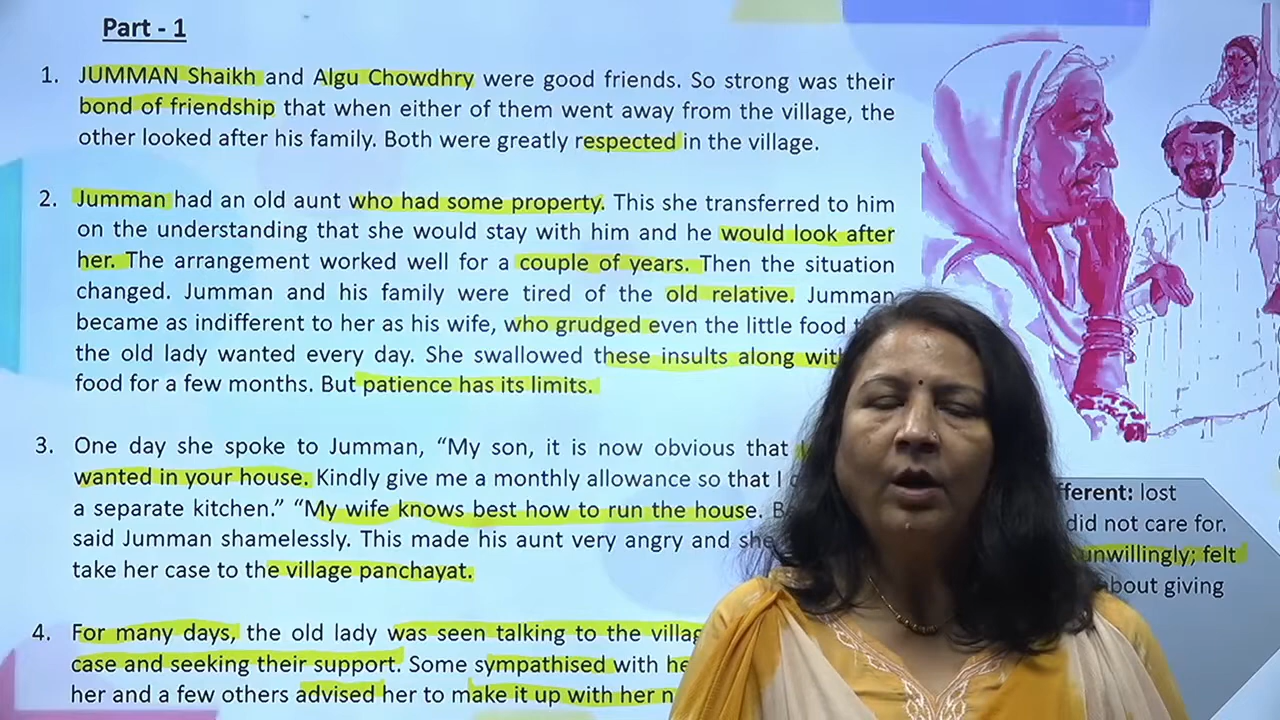 Part - 1
1. JUMMAN Shaikh and Algu Chowdhry were good friends. So strong was their
bond of friendship that when either of them went away from the village, the
other looked after his family. Both were greatly respected in the village.
2. Jumman had an old aunt who had some property. This she transferred to him
on the understanding that she would stay with him and he would look after
her. The arrangement worked well for a couple of years. Then the situation
changed. Jumman and his family were tired of the old relative. Jumman
became as indifferent to her as his wife, who grudged even the little food
the old lady wanted every day. She swallowed these insults along with
food for a few months. But patience has its limits.
3. One day she spoke to Jumman, “My son, it is now obvious that
wanted in your house. Kindly give me a monthly allowance so that I
a separate kitchen.” “My wife knows best how to run the house.
said Jumman shamelessly. This made his aunt very angry and she
take her case to the village panchayat.
4. For many days, the old lady was seen talking to the
case and seeking their support. Some sympathised with
her and a few others advised her to make it up with her
lost
did not care for.
unwillingly; felt
about giving